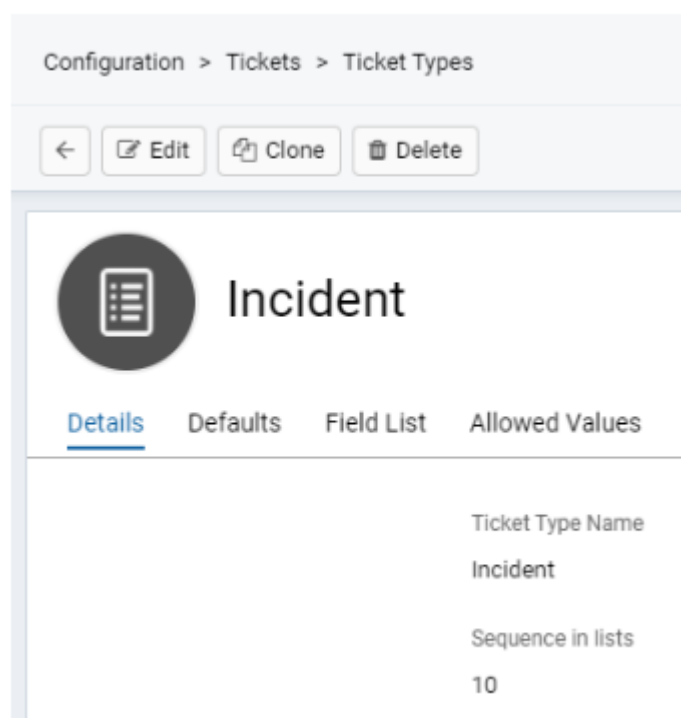 Configuration > Tickets > Ticket Types
Edit Clone Delete
Incident
Details Defaults Field List Allowed Values
Ticket Type Name
Incident
Sequence in lists
10